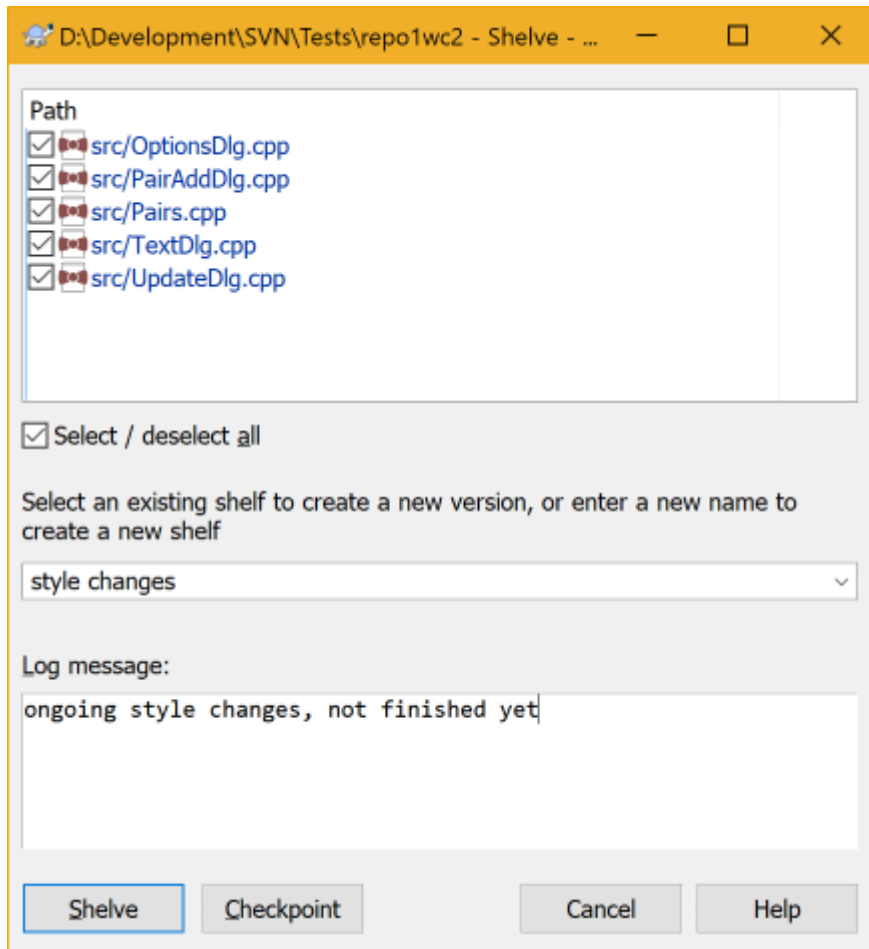 D:\Development\SVN\Tests\repo1wc2 - Shelve - ...
Path
src/OptionsDlg.cpp
src/PairAddDlg.cpp
src/Pairs.cpp
src/TextDlg.cpp
src/UpdateDlg.cpp
Select / deselect all
Select an existing shelf to create a new version, or enter a new name to
create a new shelf
style changes
Log message:
ongoing style changes, not finished yet
Shelve Checkpoint Cancel Help